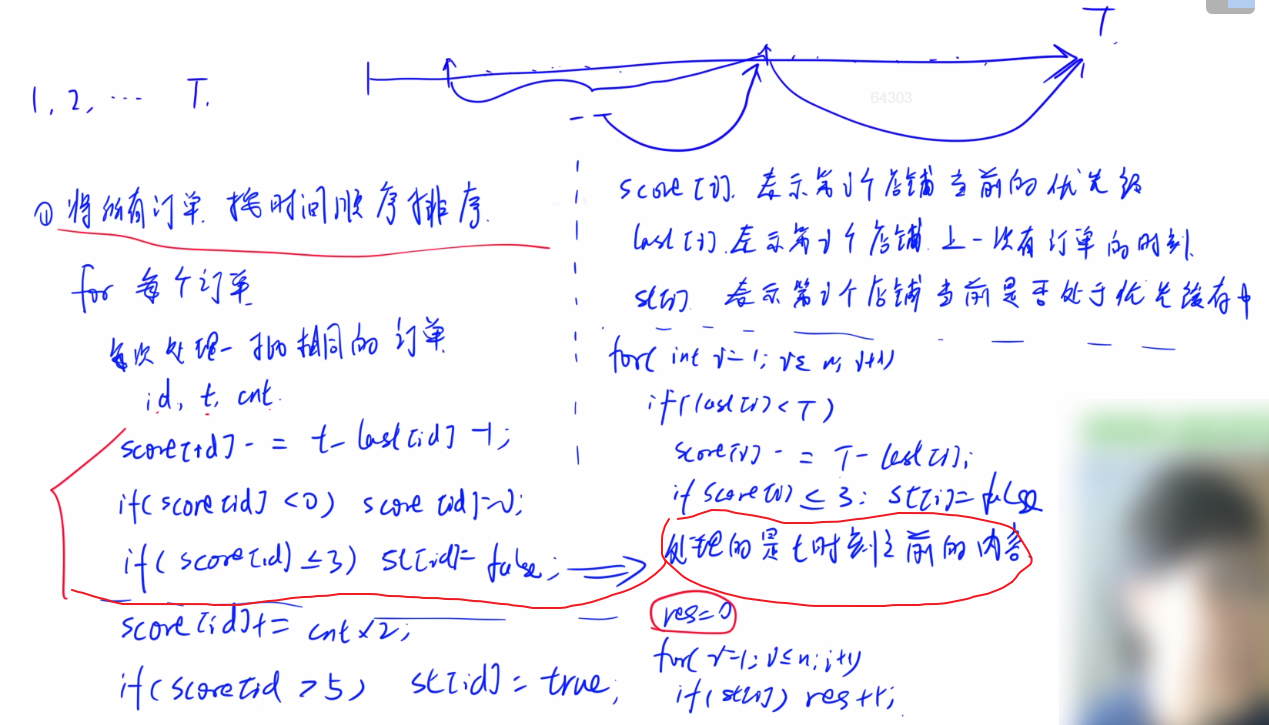 T.
1, 2, … T.
64303
① 将所有订单 按时间顺序排序.
for 每个订单
每次处理一批相同的订单
id, t, cnt.
score[id] -= t - last[id] -1;
if(score[id] <0) score[id]=0;
if( score[id] ≤3) st[id]= false;
score[id]+= cnt×2;
if(score[id >5) st[id] = true;
score[i]. 表示第i个店铺当前的优先级
last[i]. 表示第i个店铺 上一次有订单的时刻
st[i] 表示第i个店铺当前是否处于优先缓存中
for( int i=1; i≤ n; i++)
if(last[i]<T)
score[i] -= T- last[i];
if score[i] ≤ 3: st[i]=false
处理的是t时刻之前的内容
res=0
for( i=1; i≤n; i++)
if(st[i]) res++;